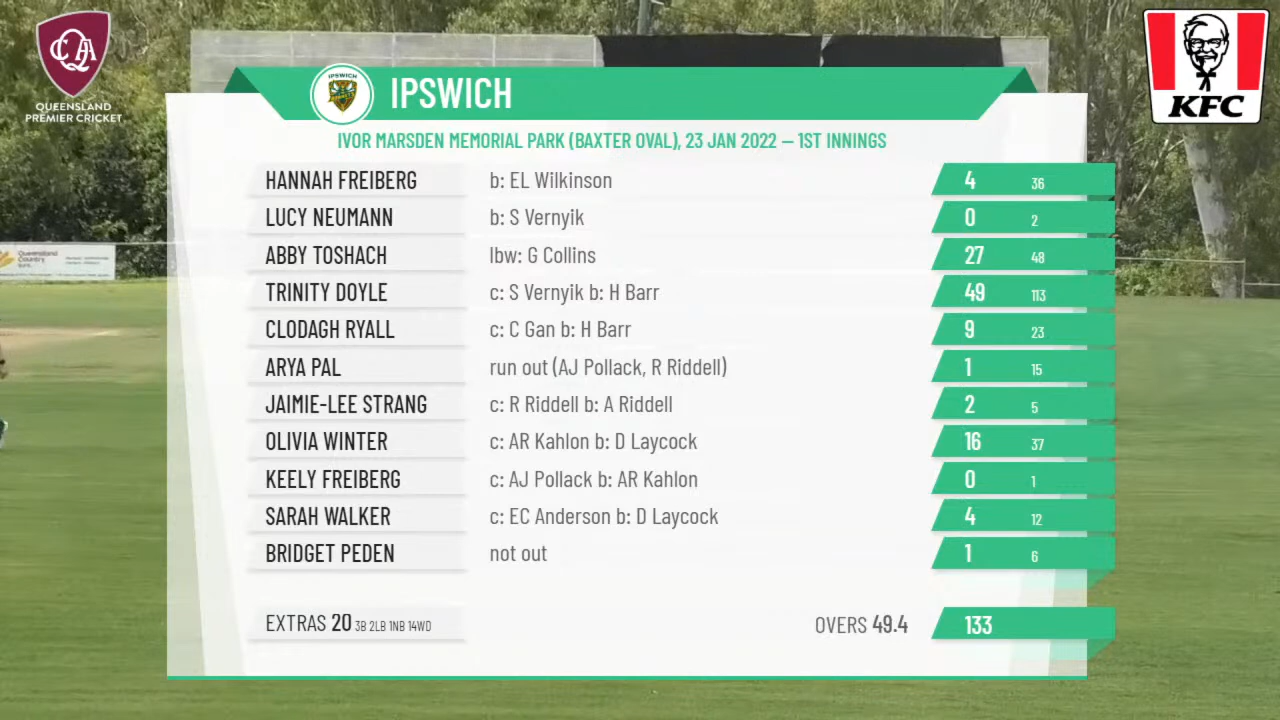 QUEENSLAND
PREMIER CRICKET
KFC
IPSWICH
IPSWICH
IVOR MARSDEN MEMORIAL PARK (BAXTER OVAL), 23 JAN 2022 – 1ST INNINGS
HANNAH FREIBERG b: EL Wilkinson 4 36
LUCY NEUMANN b: S Vernyik 0 2
ABBY TOSHACH lbw: G Collins 27 48
TRINITY DOYLE c: S Vernyik b: H Barr 49 113
CLODAGH RYALL c: C Gan b: H Barr 9 23
ARYA PAL run out (AJ Pollack, R Riddell) 1 15
JAIMIE-LEE STRANG c: R Riddell b: A Riddell 2 5
OLIVIA WINTER c: AR Kahlon b: D Laycock 16 37
KEELY FREIBERG c: AJ Pollack b: AR Kahlon 0 1
SARAH WALKER c: EC Anderson b: D Laycock 4 12
BRIDGET PEDEN not out 1 6
EXTRAS 20 3B 2LB 1NB 14WD OVERS 49.4 133
Queensland
Country